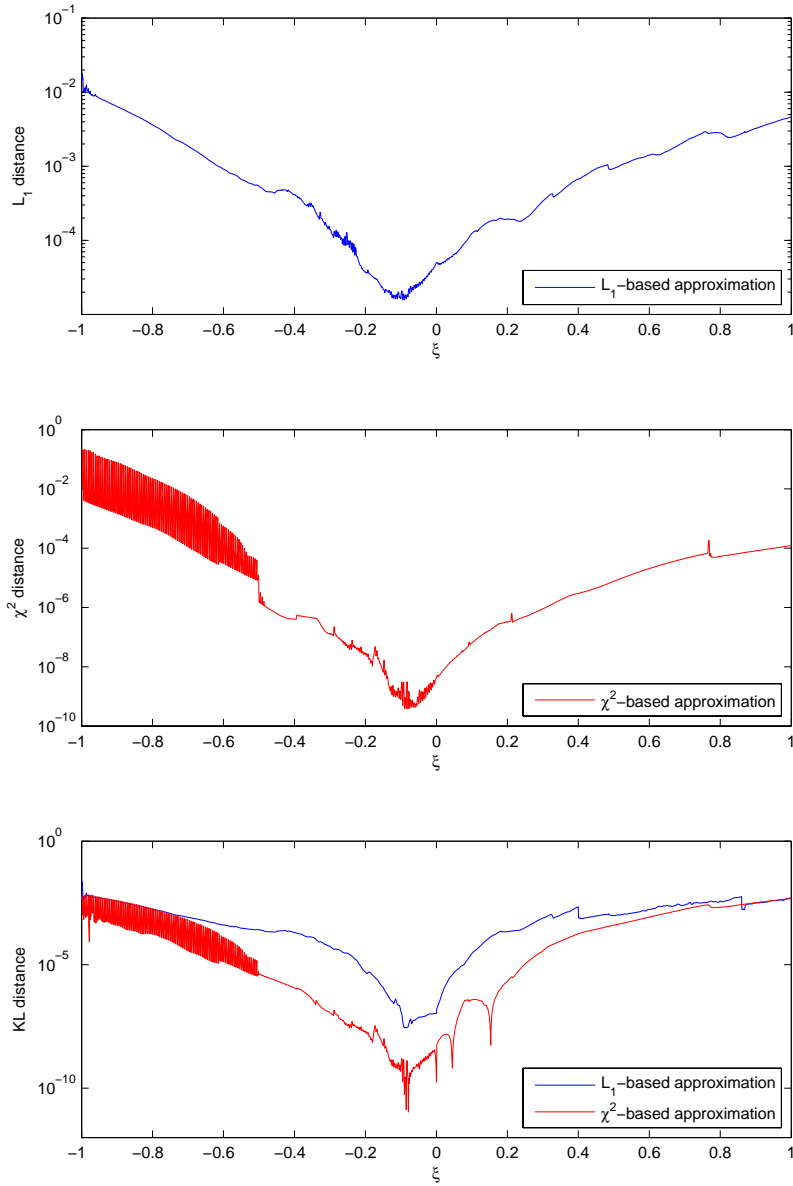 10^{-1}
10^{-2}
10^{-3}
10^{-4}
L_1 distance
−1 −0.8 −0.6 −0.4 −0.2 0 0.2 0.4 0.6 0.8 1
ξ
L_1−based approximation
10^0
10^{-2}
10^{-4}
10^{-6}
10^{-8}
10^{-10}
χ^2 distance
−1 −0.8 −0.6 −0.4 −0.2 0 0.2 0.4 0.6 0.8 1
ξ
χ^2−based approximation
10^0
10^{-5}
10^{-10}
KL distance
−1 −0.8 −0.6 −0.4 −0.2 0 0.2 0.4 0.6 0.8 1
ξ
L_1−based approximation
χ^2−based approximation